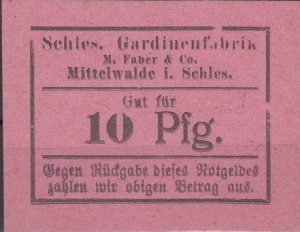 Schles. Gardinenfabrik
M. Faber & Co.
Mittelwalde i. Schles.
Gut für
10 Pfg.
Gegen Rückgabe dieses Notgeldes
zahlen wir obigen Betrag aus.